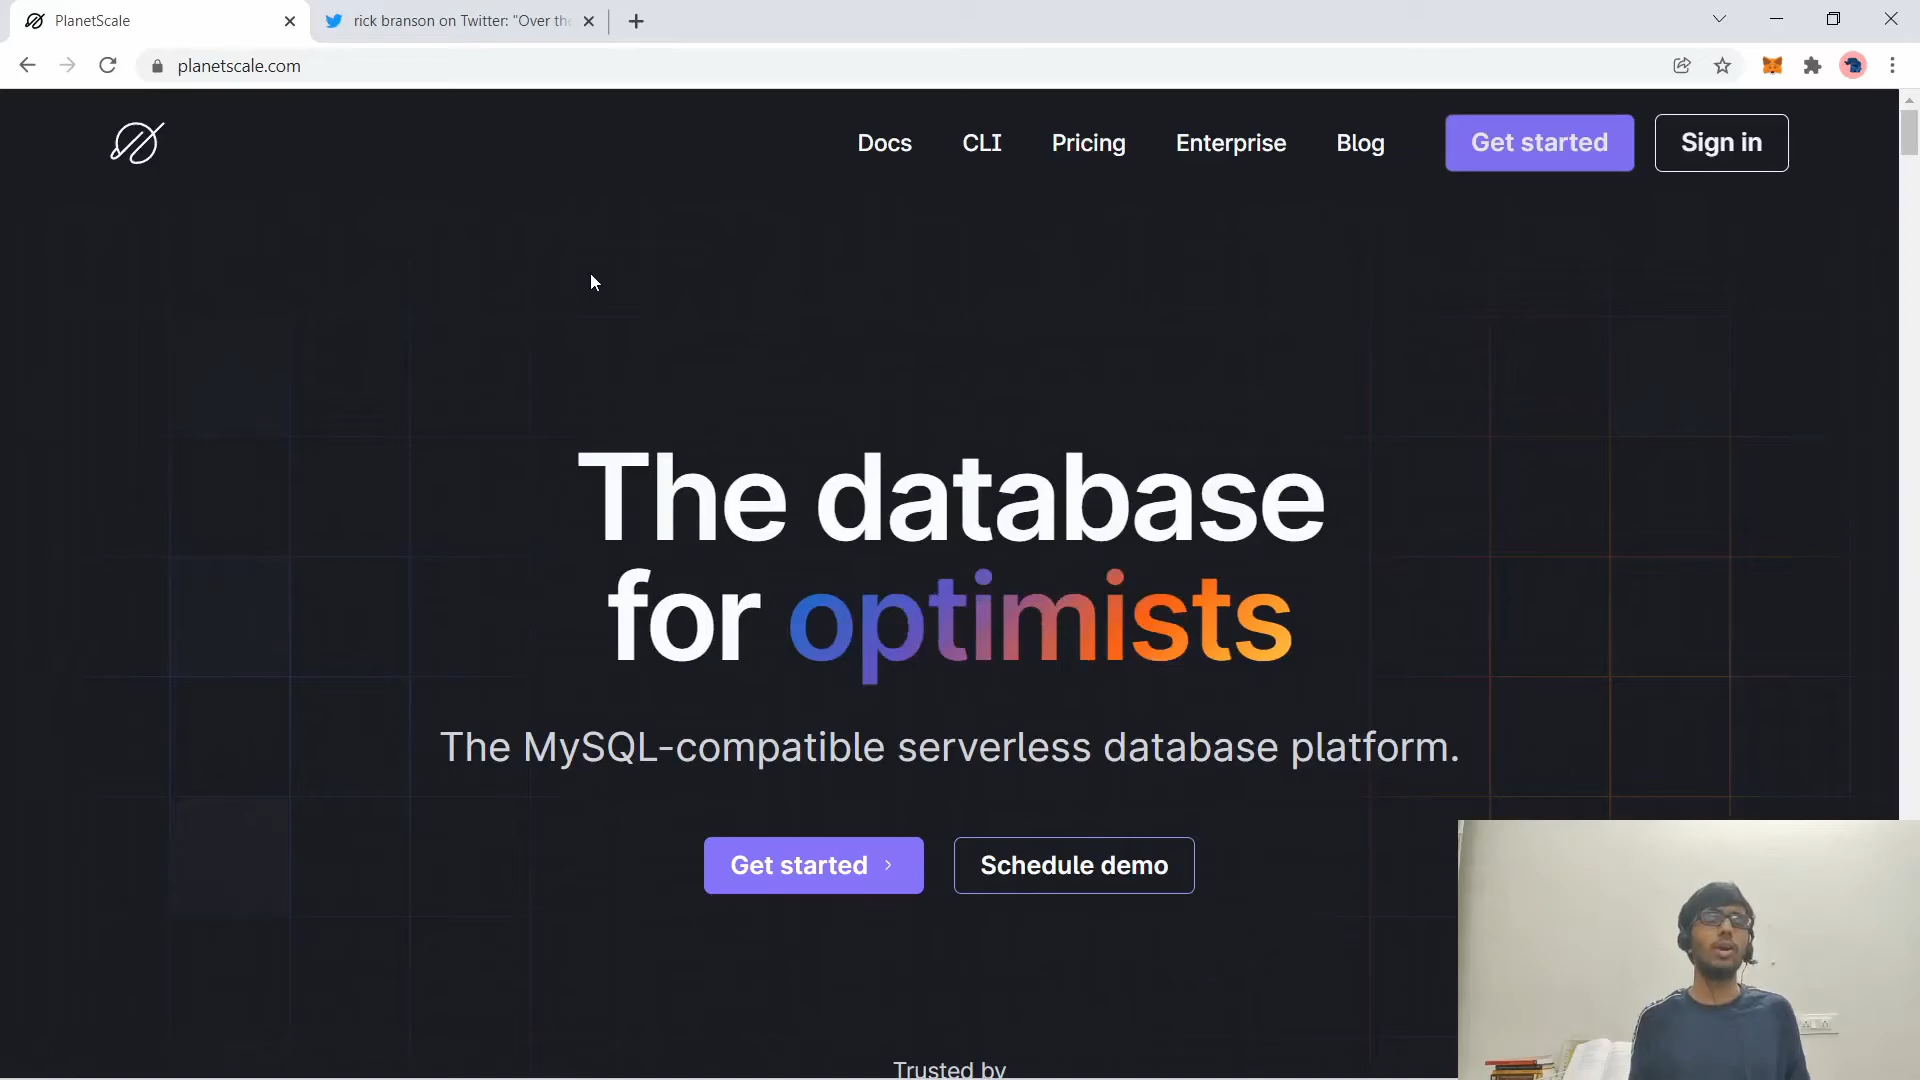 PlanetScale
rick branson on Twitter: "Over the
planetscale.com
Docs
CLI
Pricing
Enterprise
Blog
Get started
Sign in
The database
for optimists
The MySQL-compatible serverless database platform.
Get started
Schedule demo
Trusted by